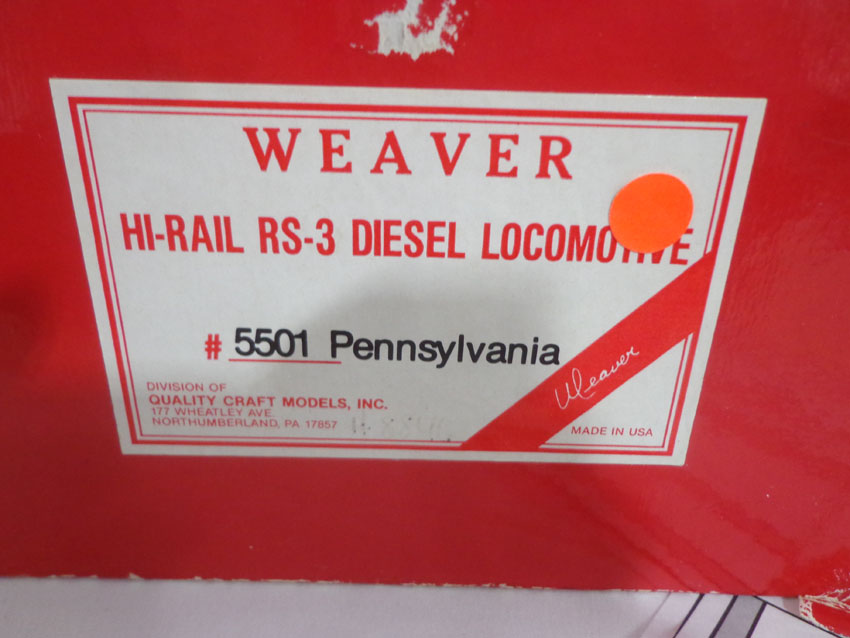 WEAVER
HI-RAIL RS-3 DIESEL LOCOMOTIVE
# 5501 Pennsylvania
Weaver
DIVISION OF
QUALITY CRAFT MODELS, INC.
177 WHEATLEY AVE.
NORTHUMBERLAND, PA 17857
MADE IN USA